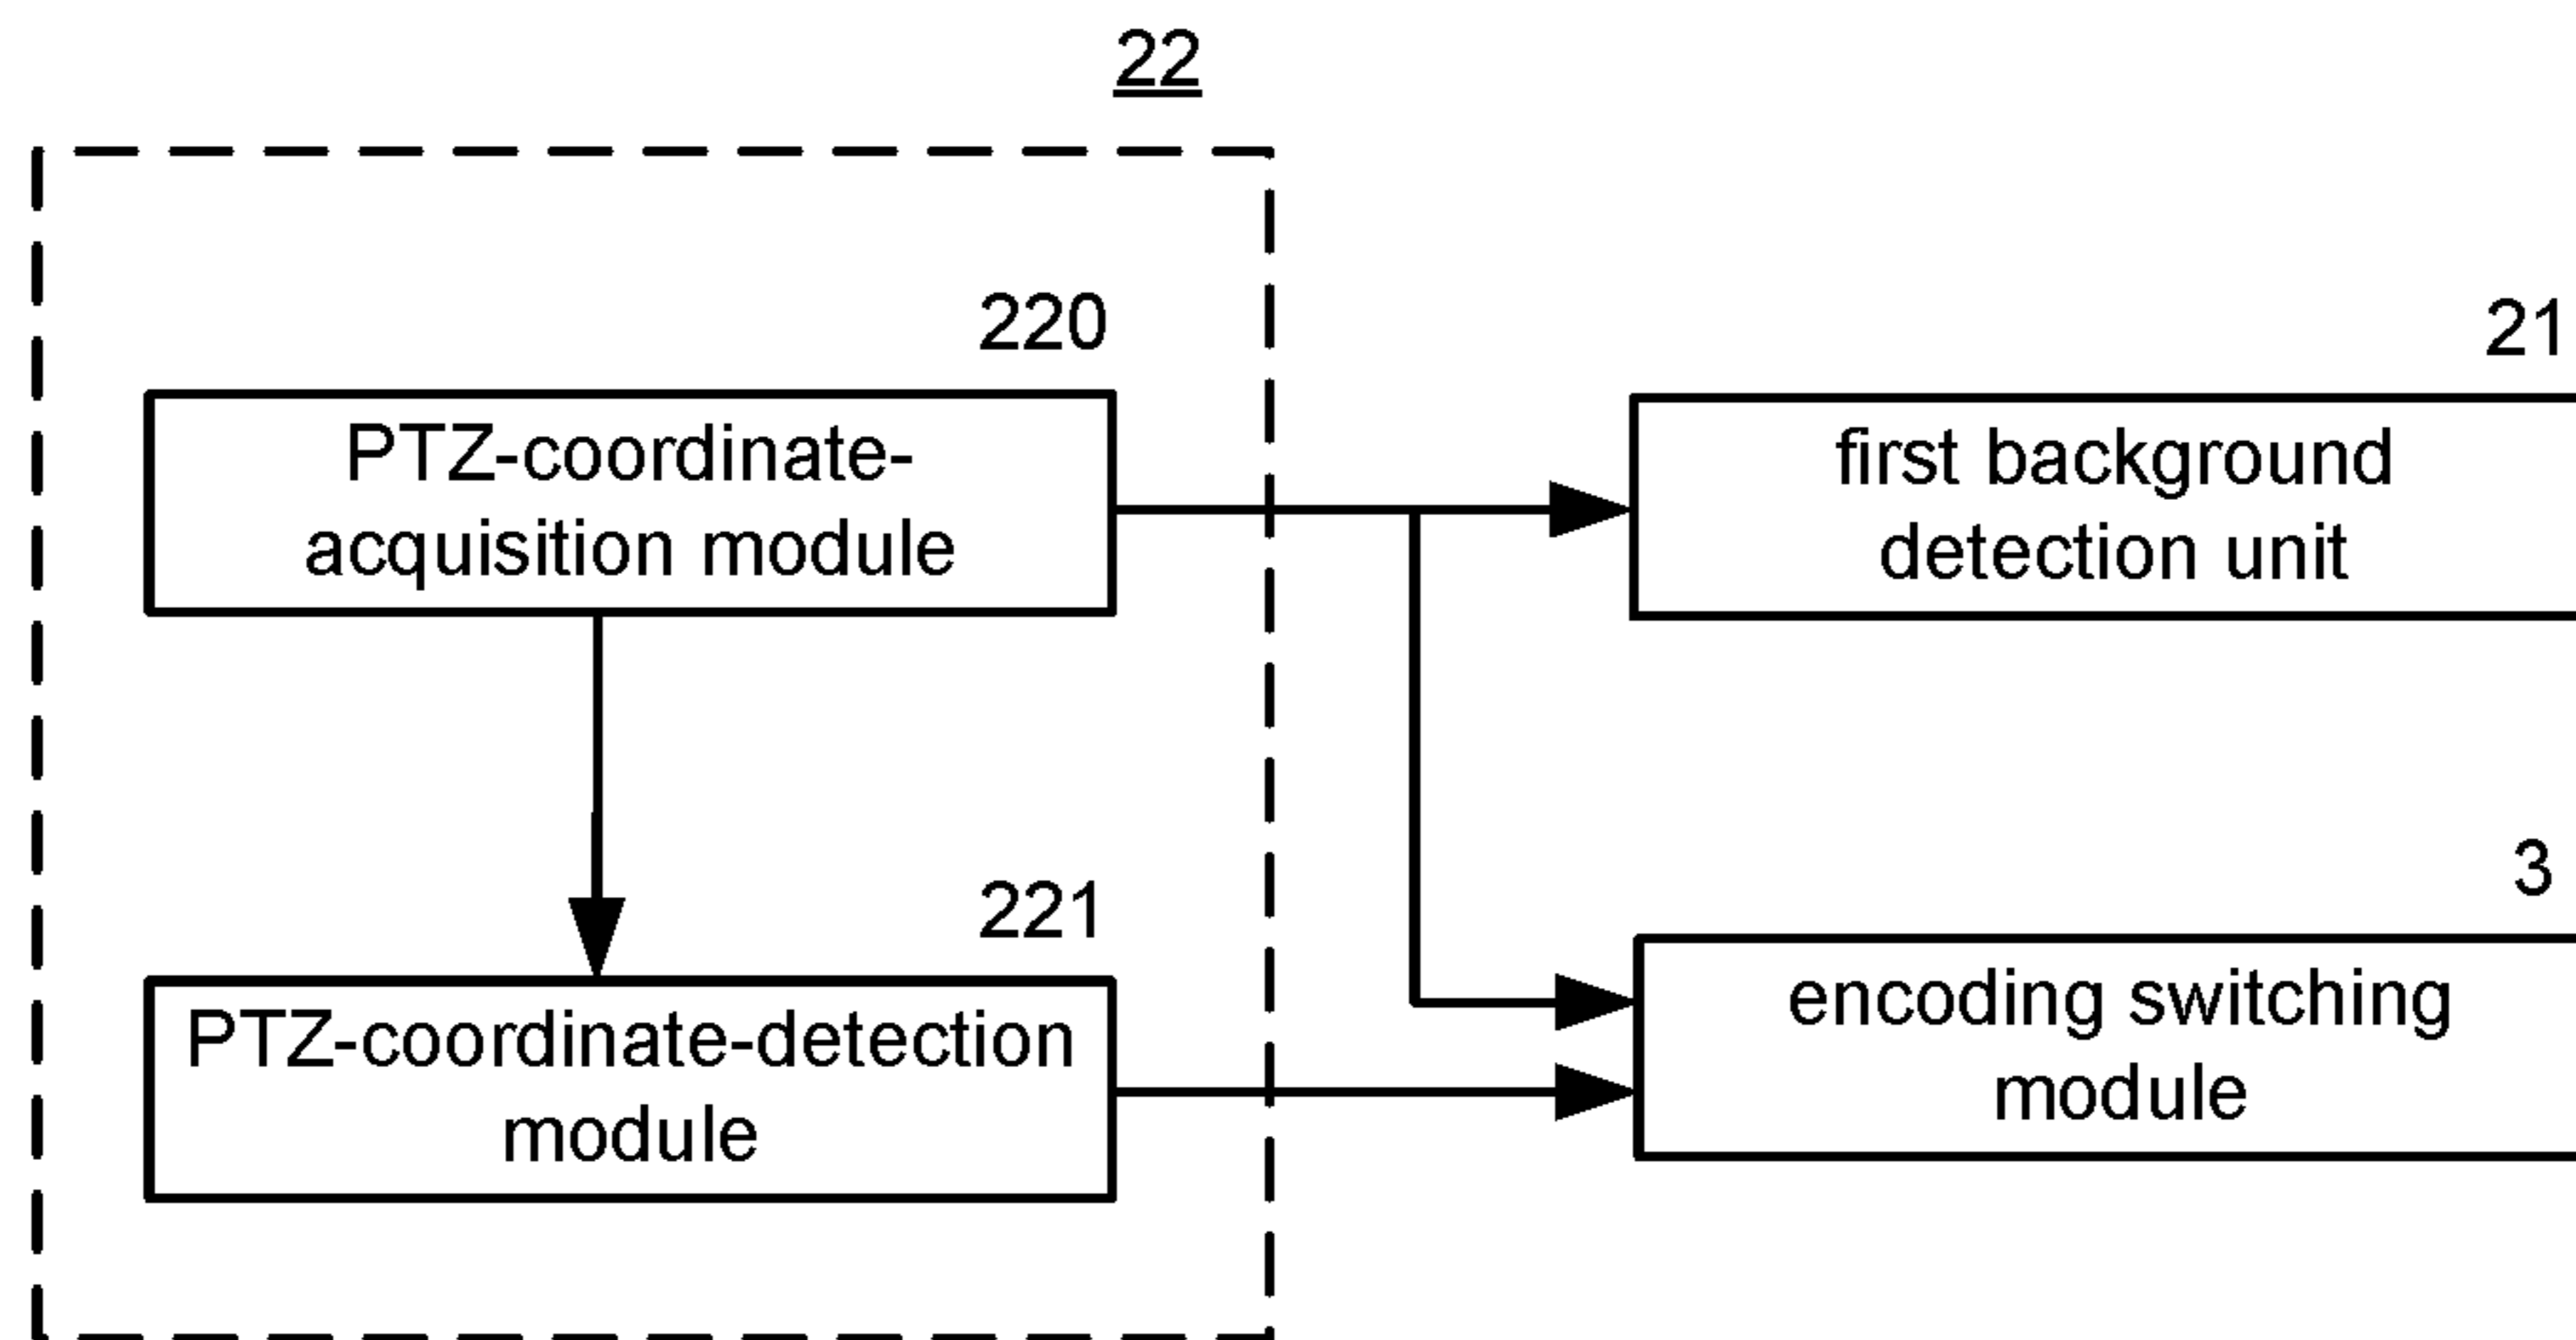 22
220
PTZ-coordinate-
acquisition module
21
first background
detection unit
221
PTZ-coordinate-detection
module
3
encoding switching
module